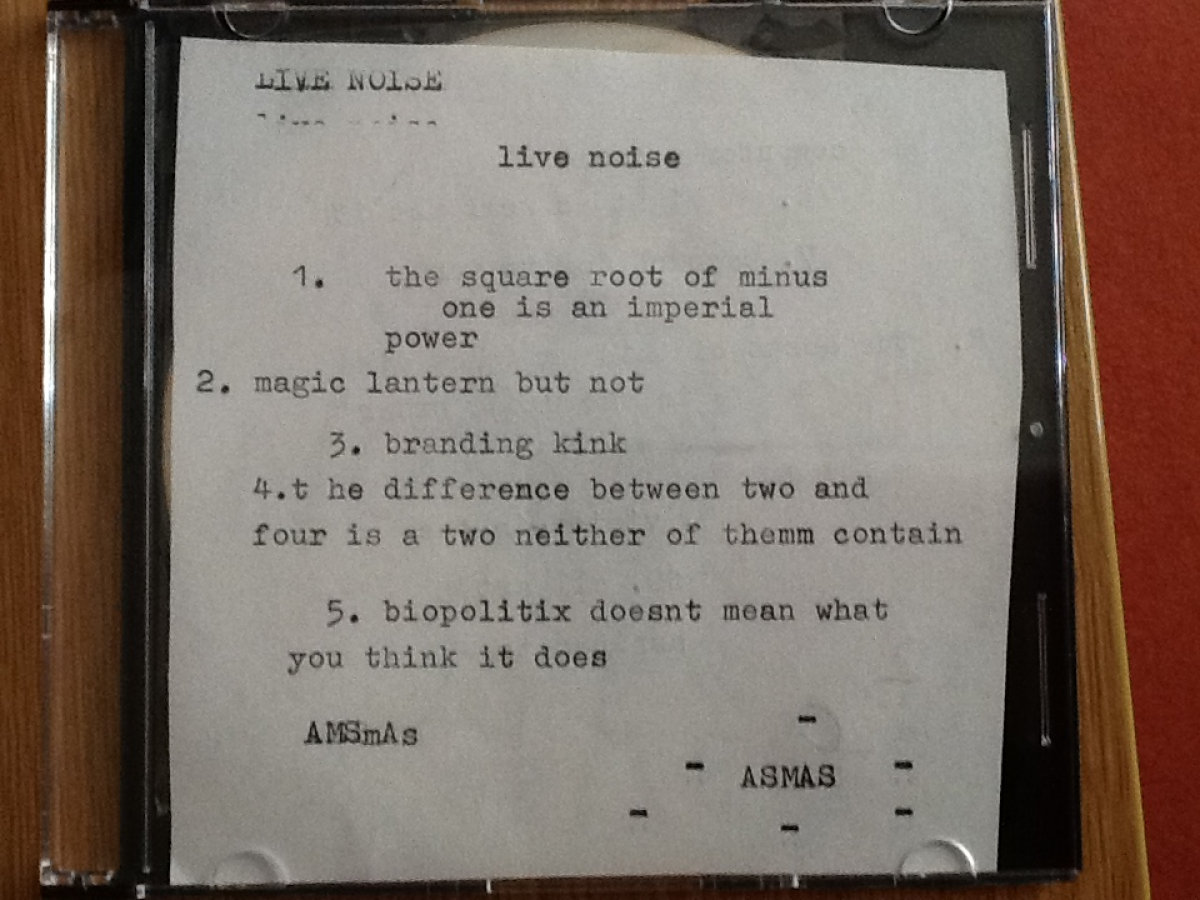 LIVE NOISE
live noise
live noise
1. the square root of minus
one is an imperial
power
2. magic lantern but not
3. branding kink
4.t he difference between two and
four is a two neither of themm contain
5. biopolitix doesnt mean what
you think it does
AMSmAs
-
- ASMAS -
- - -